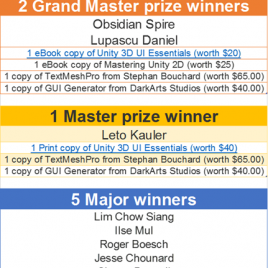 2 Grand Master prize winners
Obsidian Spire
Lupascu Daniel
1 eBook copy of Unity 3D UI Essentials (worth $20)
1 eBook copy of Mastering Unity 2D (worth $25)
1 copy of TextMeshPro from Stephan Bouchard (worth $65.00)
1 copy of GUI Generator from DarkArts Studios (worth $40.00)
1 Master prize winner
Leto Kauler
1 Print copy of Unity 3D UI Essentials (worth $40)
1 copy of TextMeshPro from Stephan Bouchard (worth $65.00)
1 copy of GUI Generator from DarkArts Studios (worth $40.00)
5 Major winners
Lim Chow Siang
Ilse Mul
Roger Boesch
Jesse Chounard